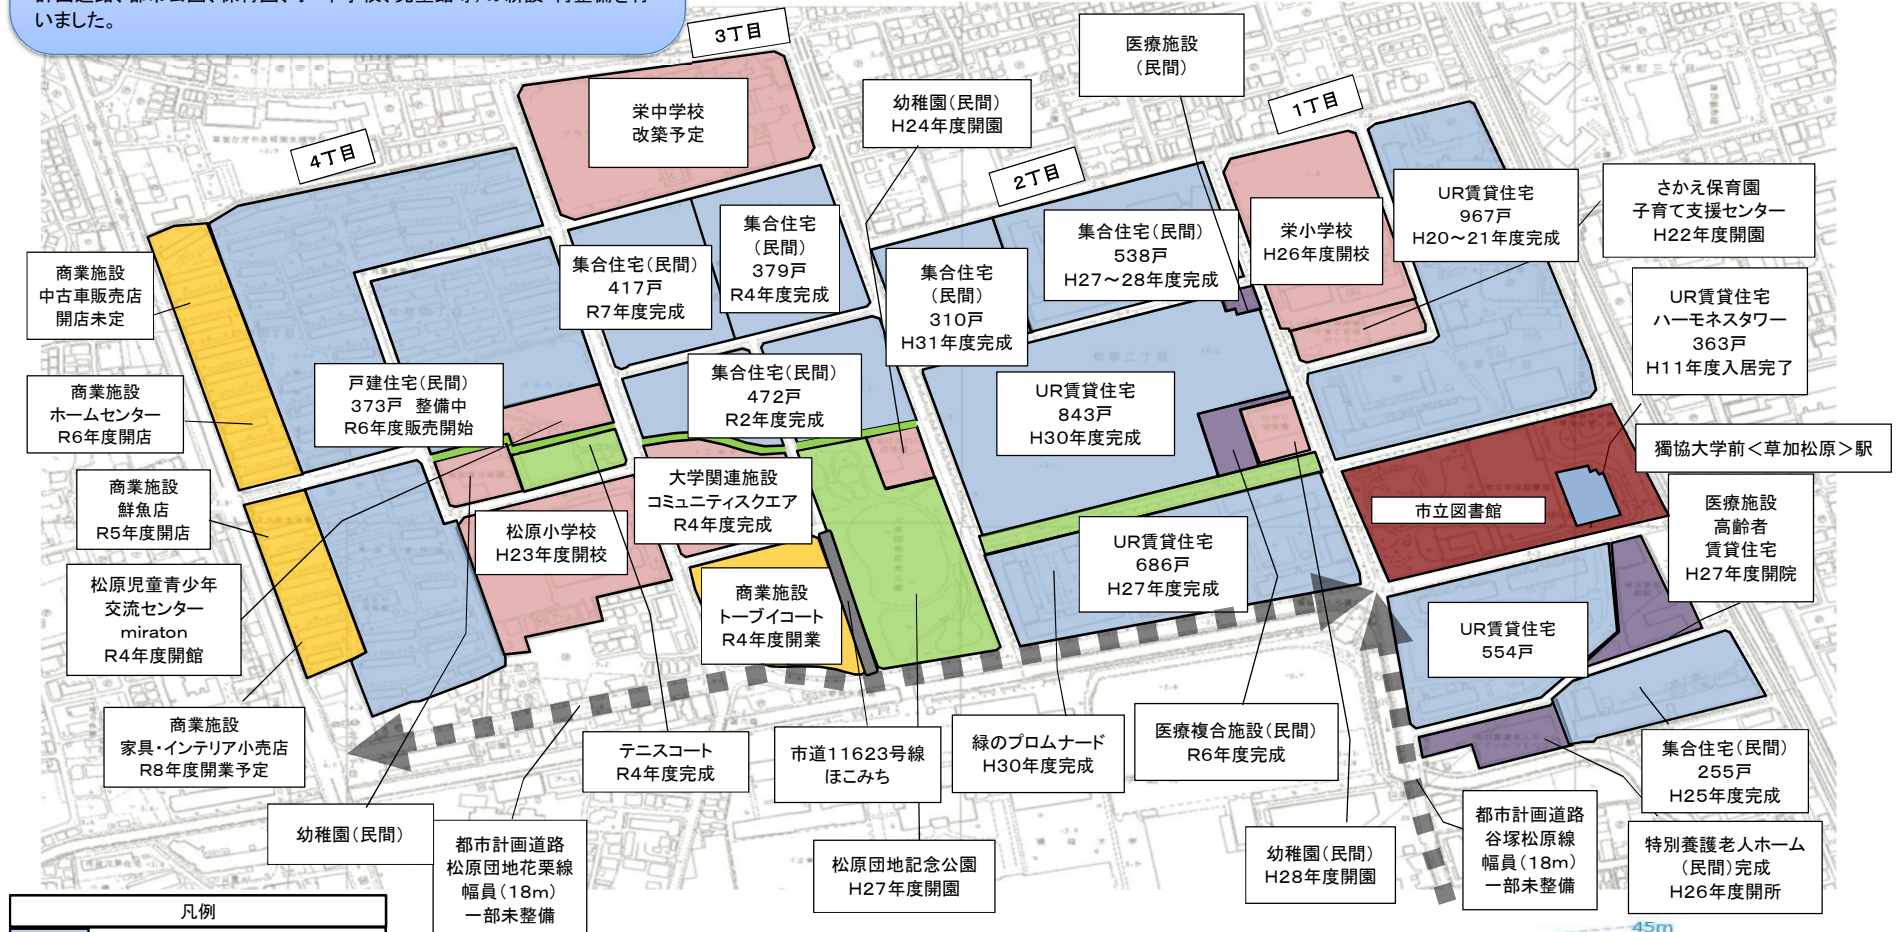 いました。
3丁目
医療施設
(民間)
栄中学校
改築予定
幼稚園(民間)
H24年度開園
1丁目
4丁目
2丁目
UR賃貸住宅
967戸
H20～21年度完成
さかえ保育園
子育て支援センター
H22年度開園
集合住宅
(民間)
379戸
R4年度完成
集合住宅(民間)
538戸
H27～28年度完成
栄小学校
H26年度開校
商業施設
中古車販売店
開店未定
集合住宅(民間)
417戸
R7年度完成
集合住宅
(民間)
310戸
H31年度完成
UR賃貸住宅
ハーモネスタワー
363戸
H11年度入居完了
商業施設
ホームセンター
R6年度開店
戸建住宅(民間)
373戸 整備中
R6年度販売開始
集合住宅(民間)
472戸
R2年度完成
UR賃貸住宅
843戸
H30年度完成
獨協大学前<草加松原>駅
商業施設
鮮魚店
R5年度開店
大学関連施設
コミュニティスクエア
R4年度完成
市立図書館
医療施設
高齢者
賃貸住宅
H27年度開院
松原小学校
H23年度開校
UR賃貸住宅
686戸
H27年度完成
松原児童青少年
交流センター
miraton
R4年度開館
商業施設
トーブイコート
R4年度開業
UR賃貸住宅
554戸
商業施設
家具・インテリア小売店
R8年度開業予定
テニスコート
R4年度完成
市道11623号線
ほこみち
緑のプロムナード
H30年度完成
医療複合施設(民間)
R6年度完成
集合住宅(民間)
255戸
H25年度完成
幼稚園(民間)
都市計画道路
松原団地花栗線
幅員(18m)
一部未整備
松原団地記念公園
H27年度開園
幼稚園(民間)
H28年度開園
都市計画道路
谷塚松原線
幅員(18m)
一部未整備
特別養護老人ホーム
(民間)完成
H26年度開所
凡例
45m